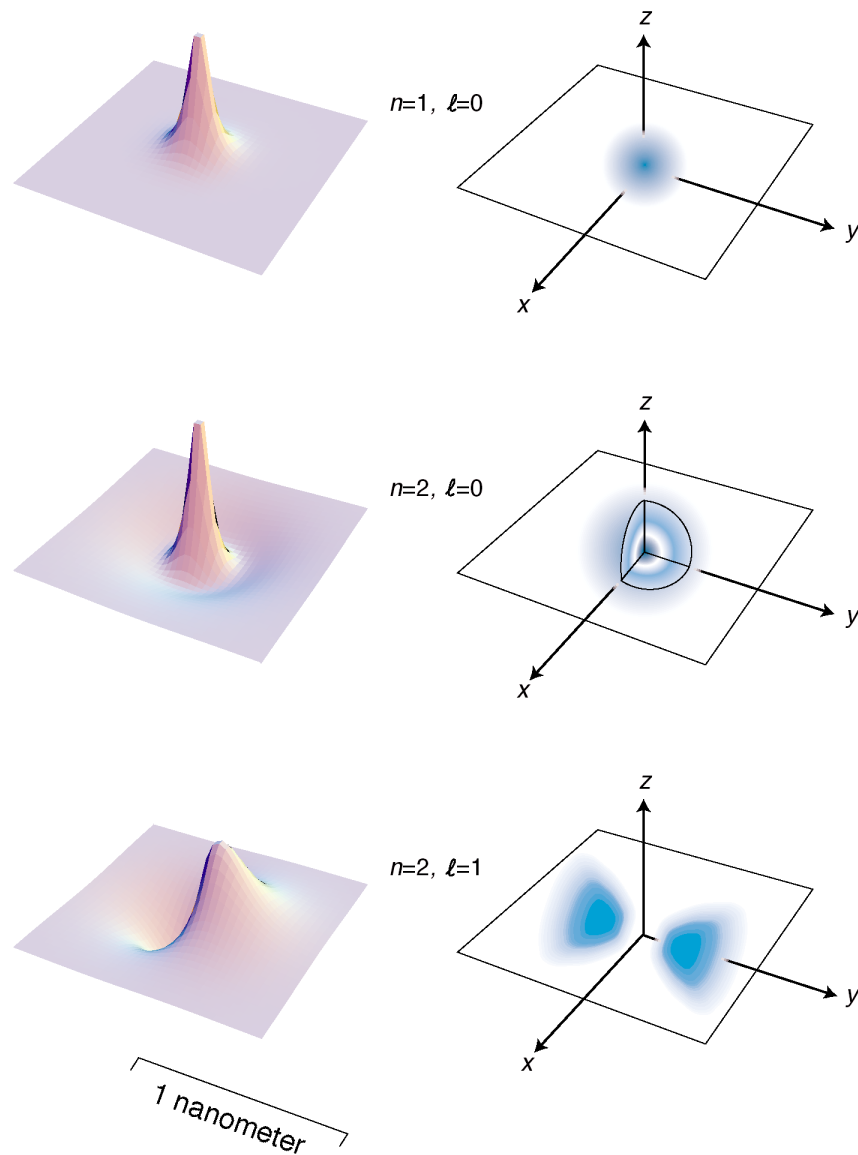 z
n=1, ℓ=0
y
x
z
n=2, ℓ=0
y
x
z
n=2, ℓ=1
y
x
1 nanometer